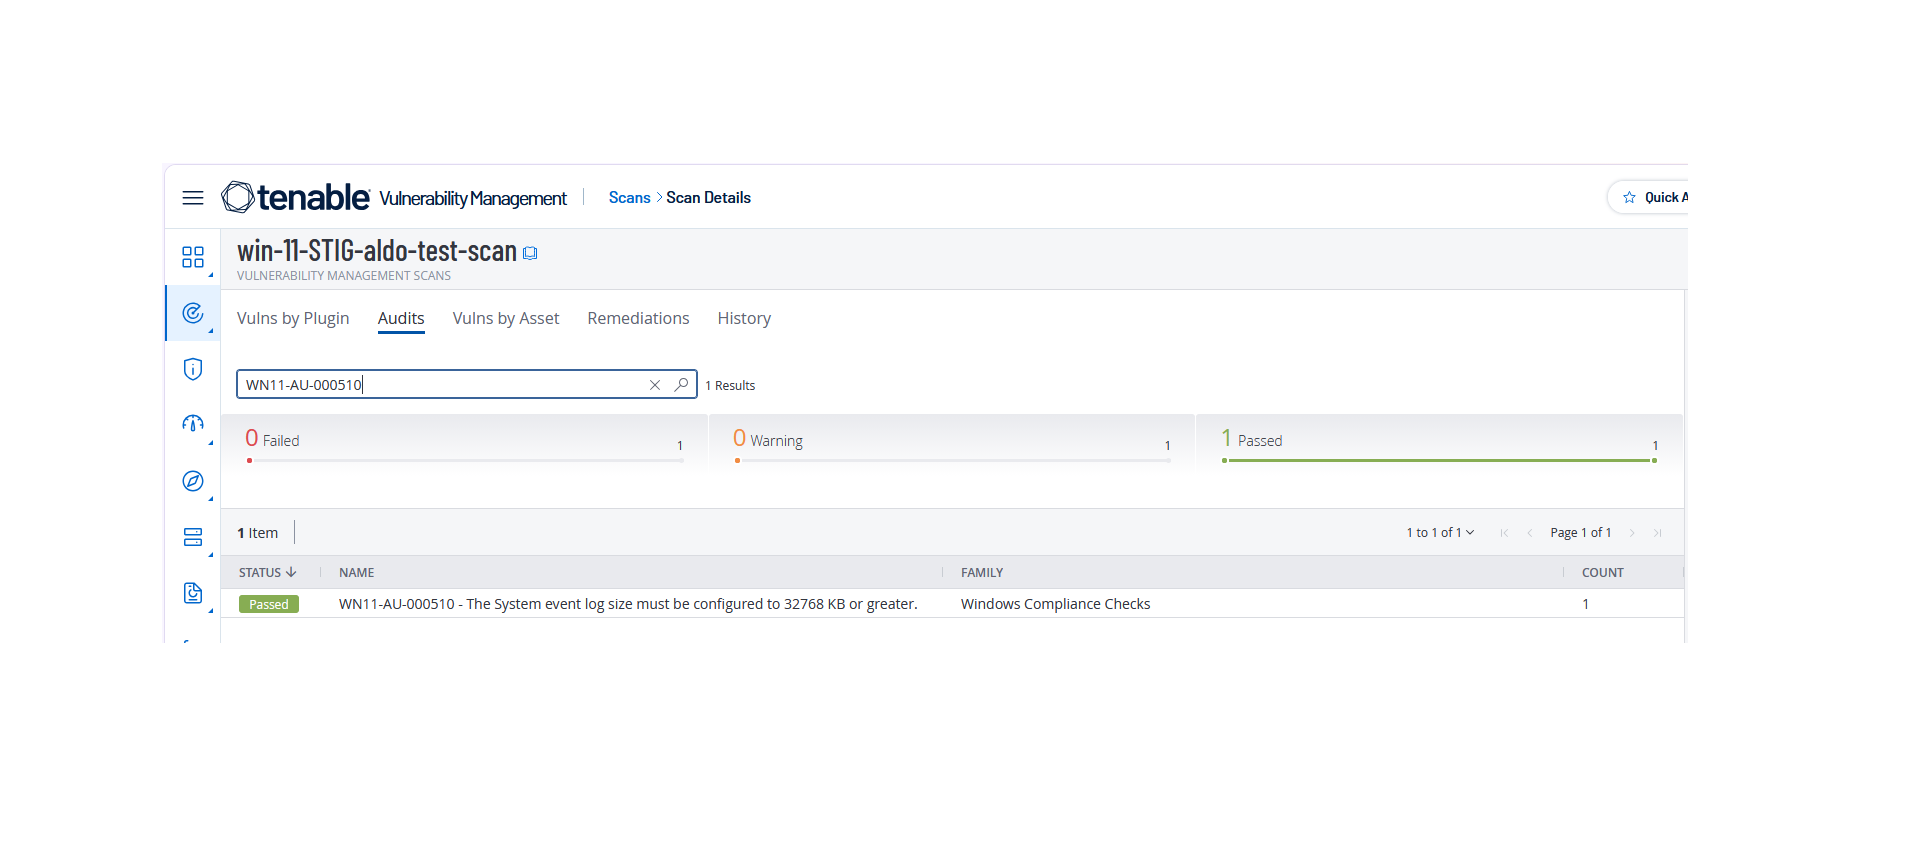 tenable Vulnerability Management Scans > Scan Details Quick A
win-11-STIG-aldo-test-scan
VULNERABILITY MANAGEMENT SCANS
Vulns by Plugin Audits Vulns by Asset Remediations History
WN11-AU-000510 1 Results
0 Failed 1 0 Warning 1 1 Passed 1
1 Item 1 to 1 of 1 Page 1 of 1
STATUS NAME FAMILY COUNT
Passed WN11-AU-000510 - The System event log size must be configured to 32768 KB or greater. Windows Compliance Checks 1